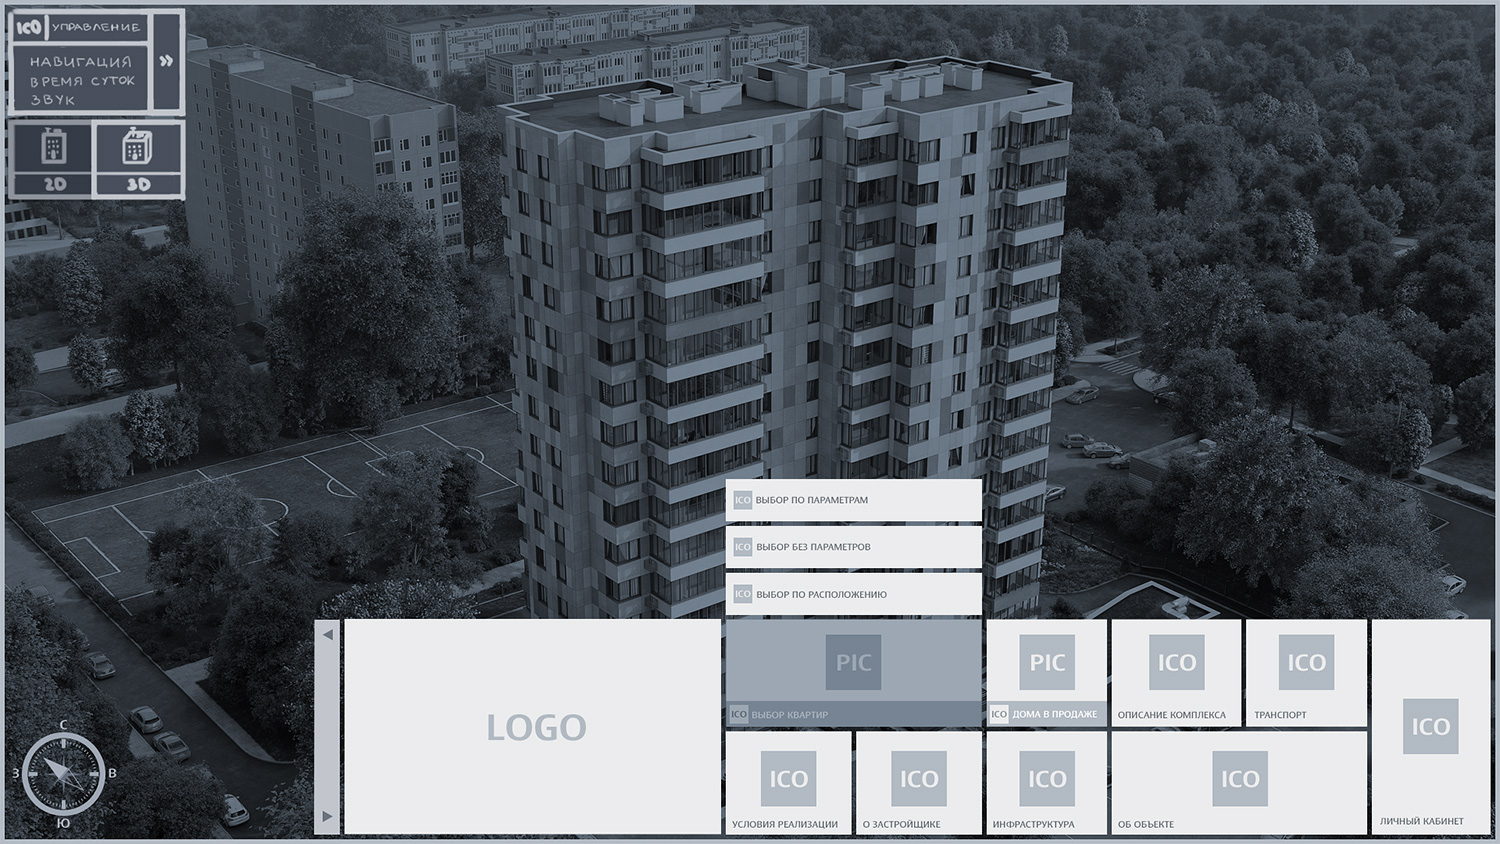 ICO УПРАВЛЕНИЕ
НАВИГАЦИЯ
ВРЕМЯ СУТОК
ЗВУК
»
2D
3D
ICO ВЫБОР ПО ПАРАМЕТРАМ
ICO ВЫБОР БЕЗ ПАРАМЕТРОВ
ICO ВЫБОР ПО РАСПОЛОЖЕНИЮ
LOGO
PIC
ICO ВЫБОР КВАРТИР
PIC
ICO ДОМА В ПРОДАЖЕ
ICO
ОПИСАНИЕ КОМПЛЕКСА
ICO
ТРАНСПОРТ
ICO
УСЛОВИЯ РЕАЛИЗАЦИИ
ICO
О ЗАСТРОЙЩИКЕ
ICO
ИНФРАСТРУКТУРА
ICO
ОБ ОБЪЕКТЕ
ICO
ЛИЧНЫЙ КАБИНЕТ
С
З
В
Ю